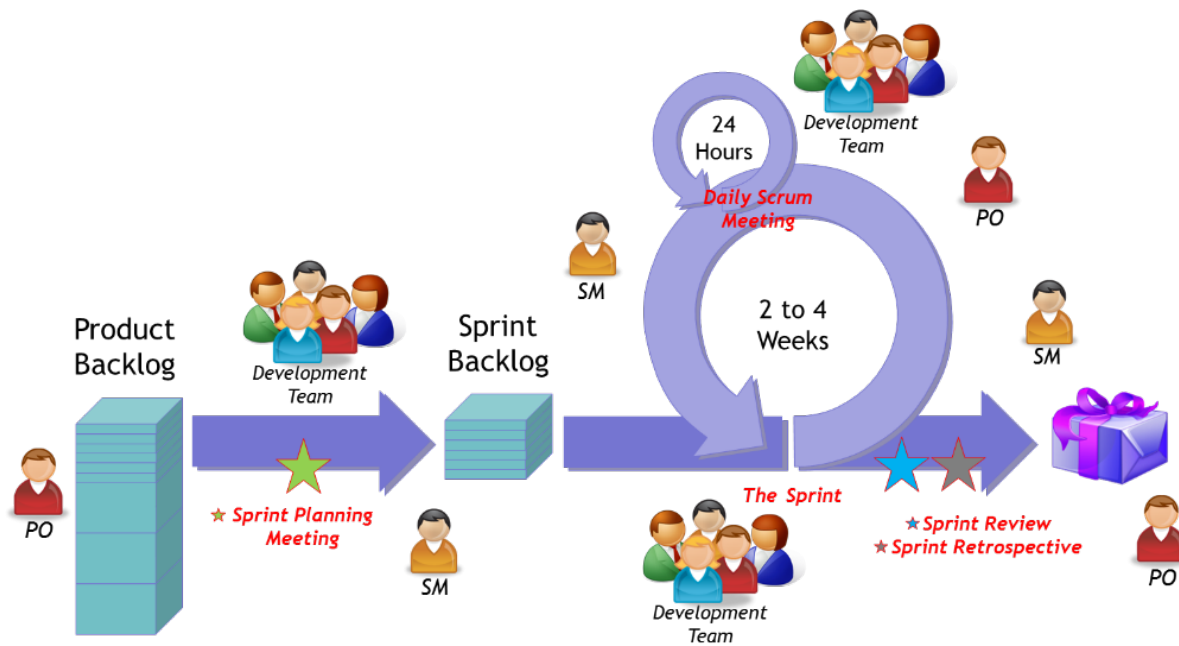 Product
Backlog
PO
Development
Team
Sprint Planning
Meeting
SM
Sprint
Backlog
SM
24
Hours
Daily Scrum
Meeting
Development
Team
PO
2 to 4
Weeks
SM
The Sprint
Development
Team
Sprint Review
Sprint Retrospective
PO